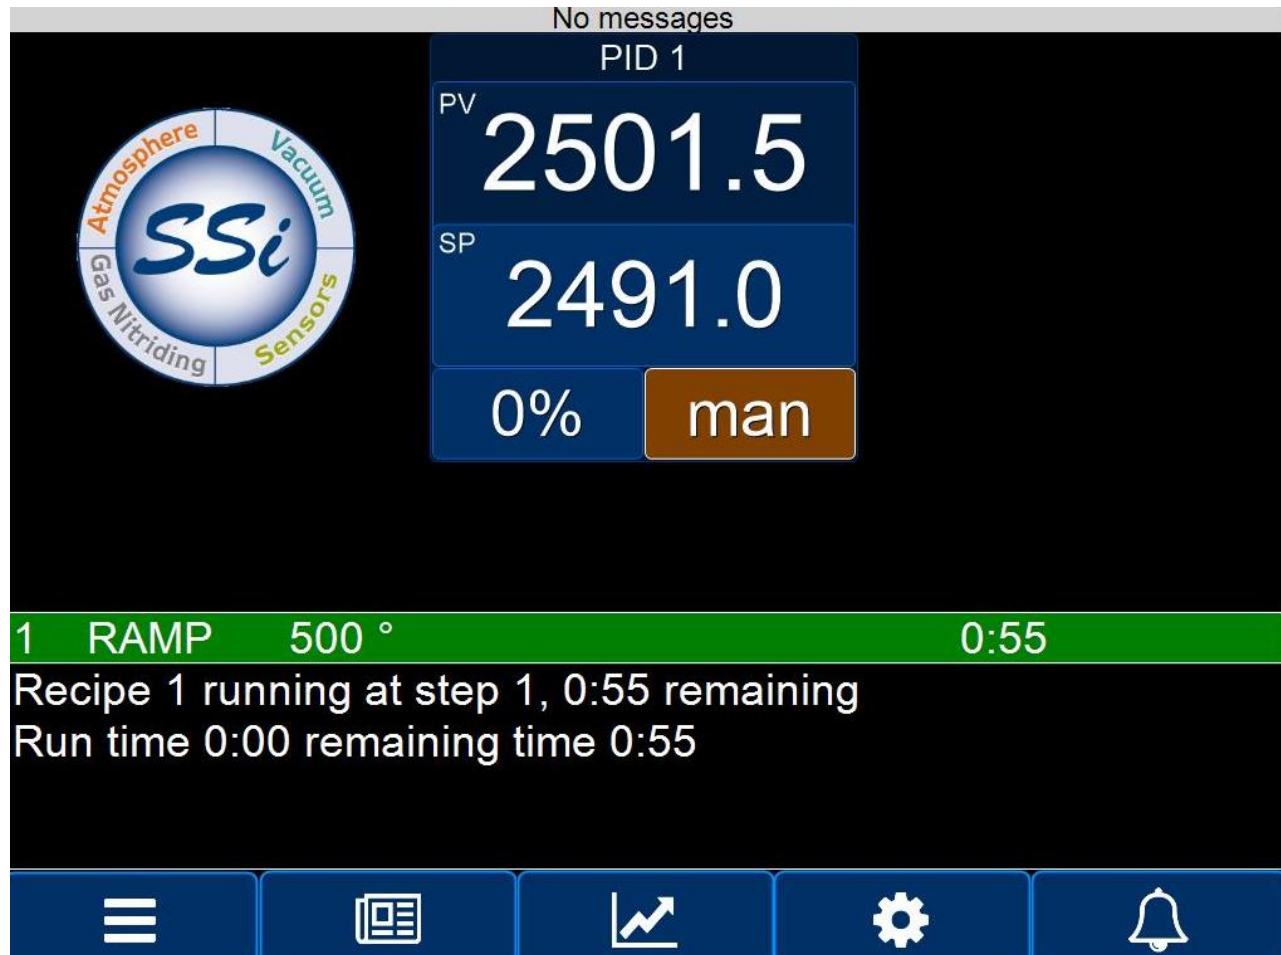 No messages
PID 1
PV
2501.5
SP
2491.0
0% man
Atmosphere
Vacuum
SSi
Gas Nitriding
Sensors
1 RAMP 500 ° 0:55
Recipe 1 running at step 1, 0:55 remaining
Run time 0:00 remaining time 0:55